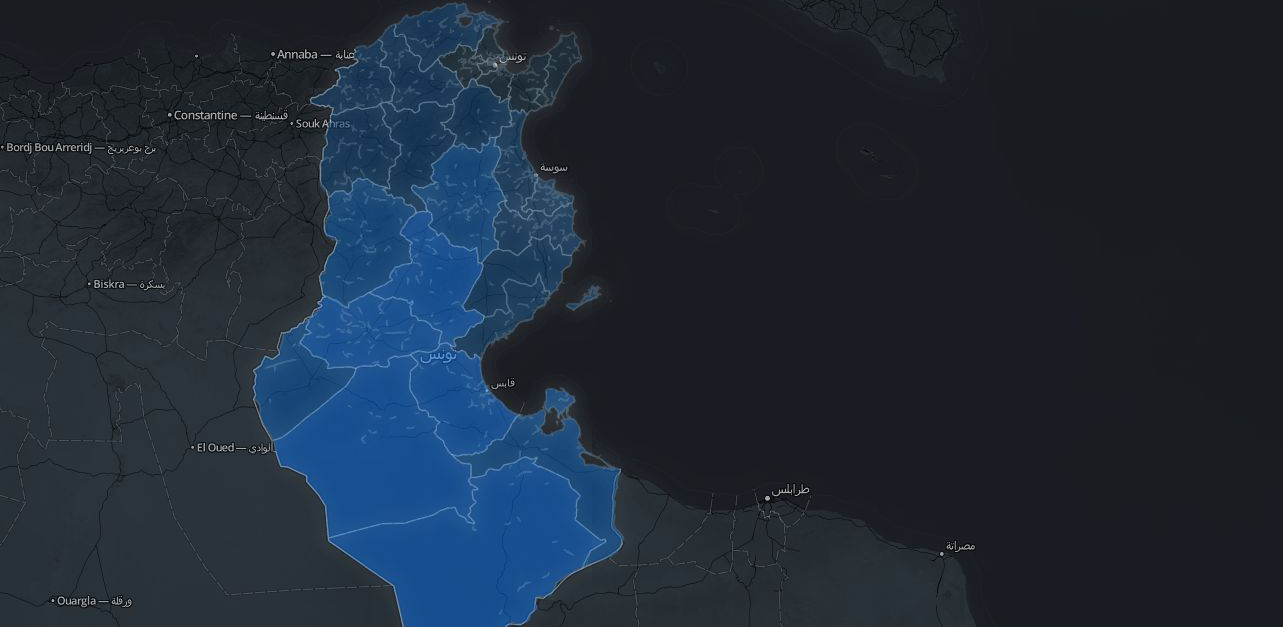 Annaba — عنابة
تونس
Constantine — قسنطينة
Souk Ahras
Bordj Bou Arreridj — برج بوعريريج
سوسة
Biskra — بسكرة
تونس
قابس
El Oued — الوادي
طرابلس
مصراتة
Ouargla — ورقلة